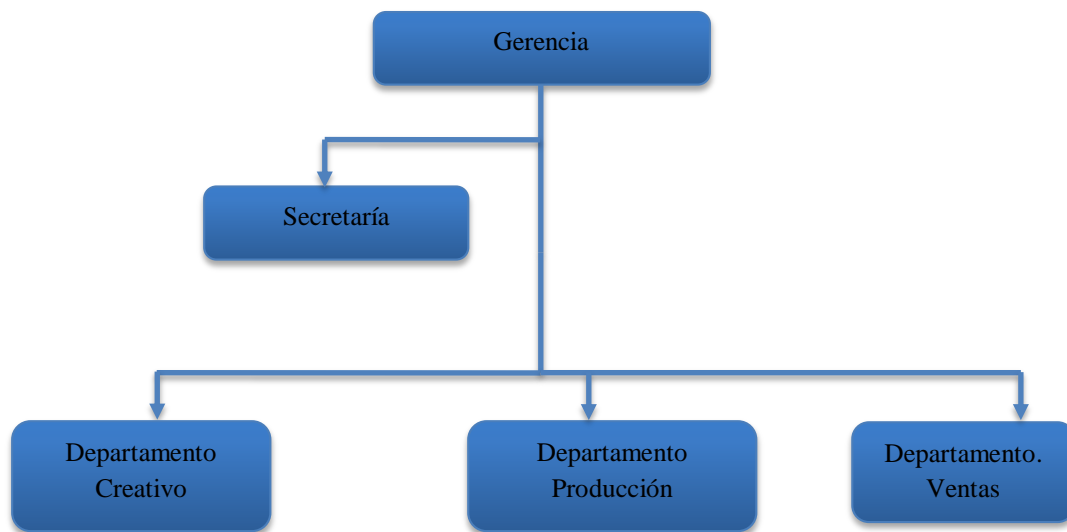 Gerencia
Secretaría
Departamento
Creativo
Departamento
Producción
Departamento.
Ventas